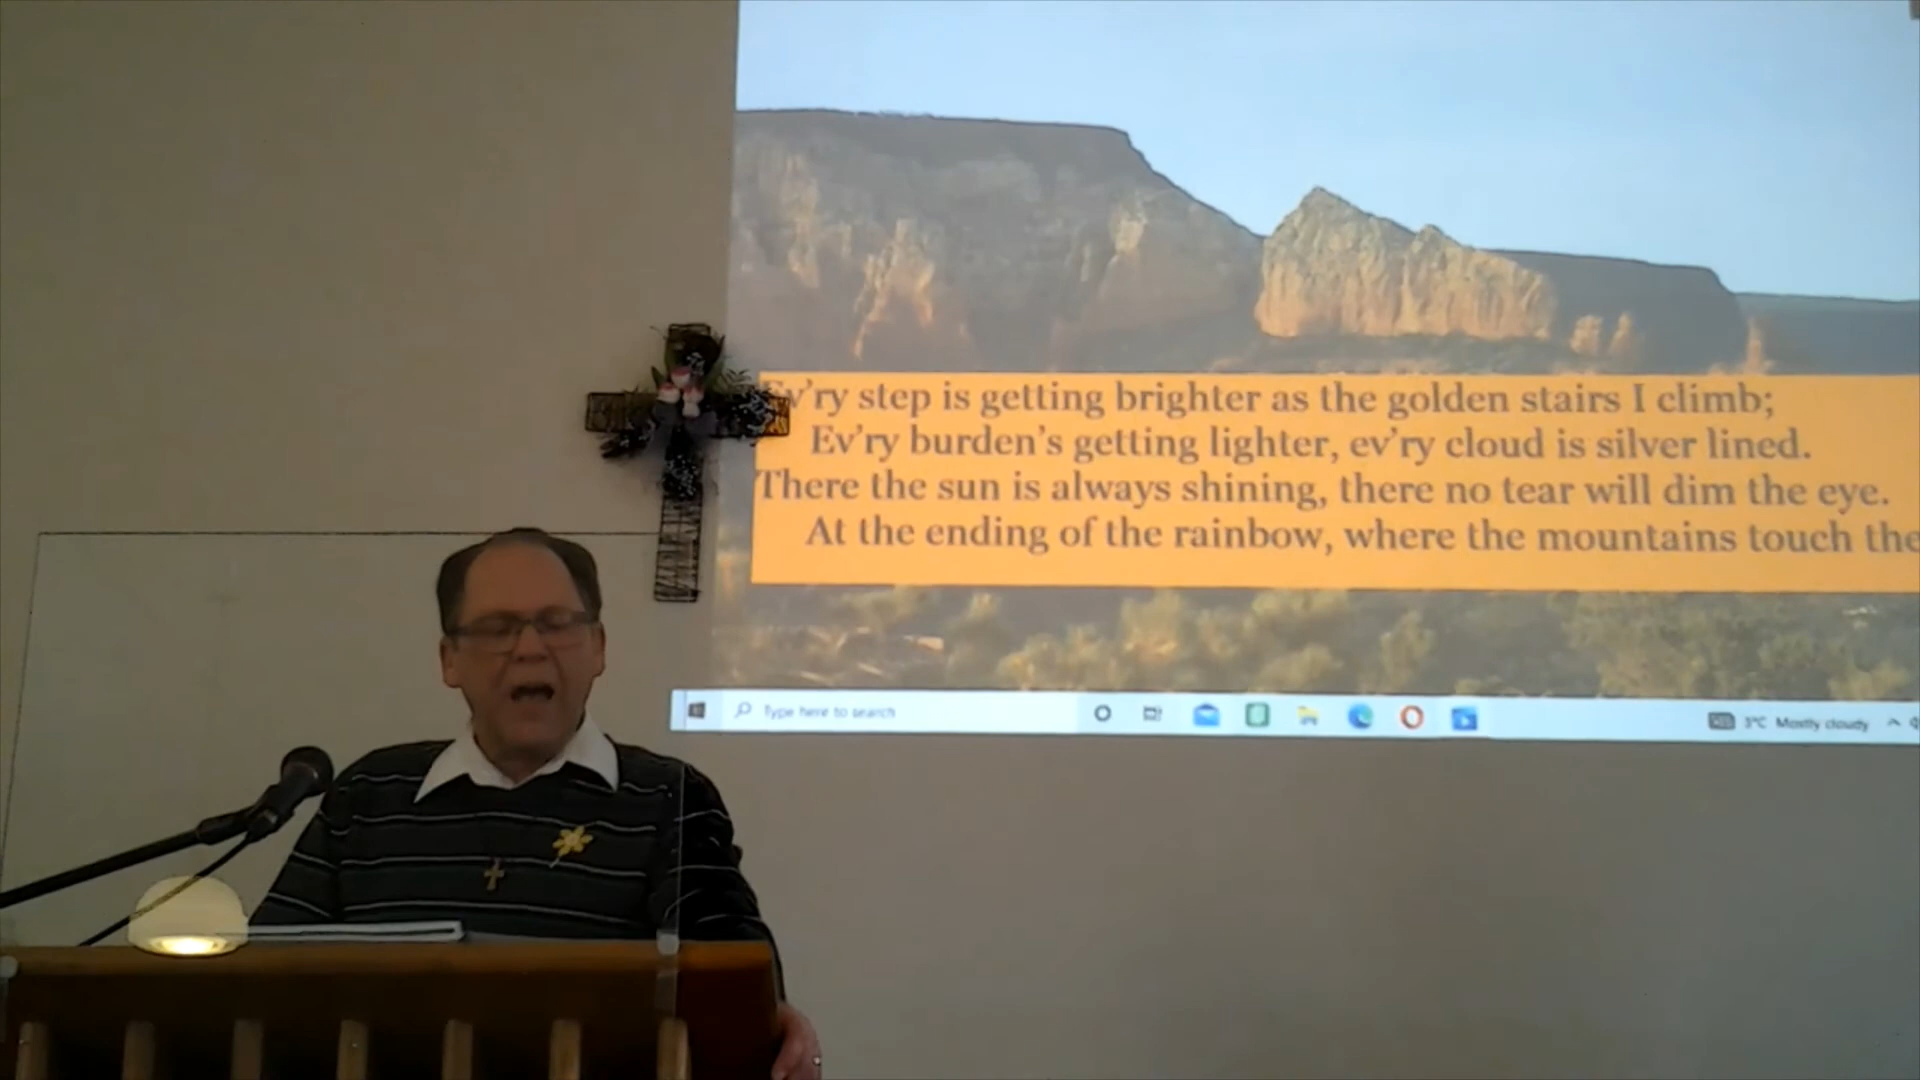 Ev'ry step is getting brighter as the golden stairs I climb;
Ev'ry burden's getting lighter, ev'ry cloud is silver lined.
There the sun is always shining, there no tear will dim the eye.
At the ending of the rainbow, where the mountains touch the
Type here to search
3°C Mostly cloudy